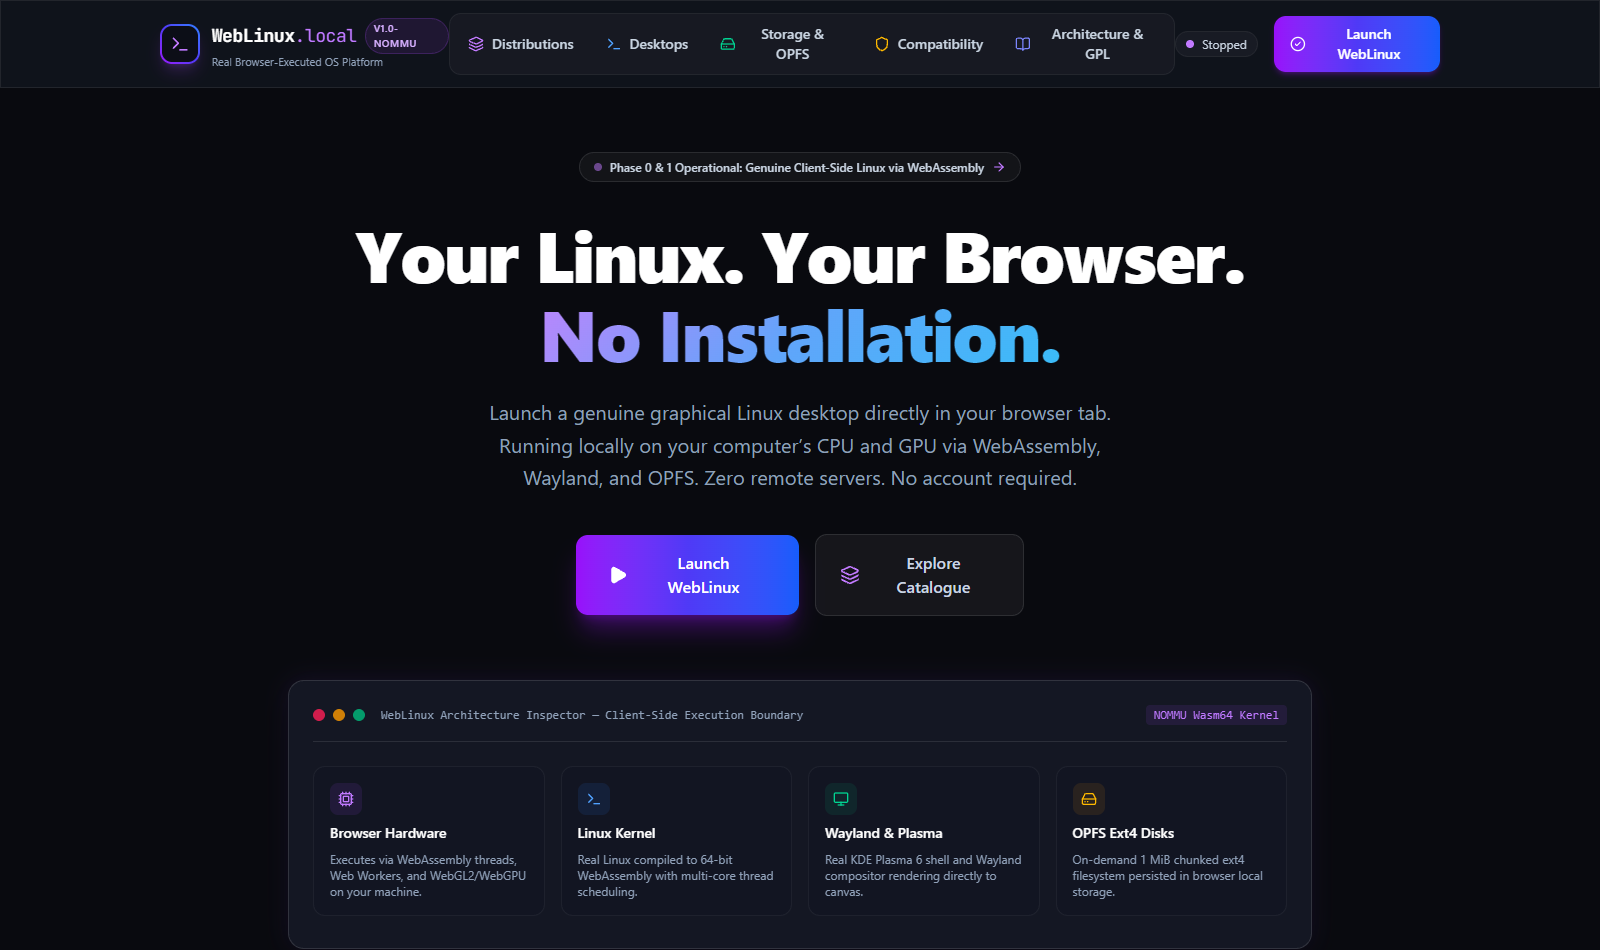 WebLinux.local
V1.0-
NOMMU
Real Browser-Executed OS Platform
Distributions
Desktops
Storage &
OPFS
Compatibility
Architecture &
GPL
Stopped
Launch
WebLinux
Phase 0 & 1 Operational: Genuine Client-Side Linux via WebAssembly
Your Linux. Your Browser.
No Installation.
Launch a genuine graphical Linux desktop directly in your browser tab.
Running locally on your computer’s CPU and GPU via WebAssembly,
Wayland, and OPFS. Zero remote servers. No account required.
Launch
WebLinux
Explore
Catalogue
WebLinux Architecture Inspector — Client-Side Execution Boundary
NOMMU Wasm64 Kernel
Browser Hardware
Executes via WebAssembly threads,
Web Workers, and WebGL2/WebGPU
on your machine.
Linux Kernel
Real Linux compiled to 64-bit
WebAssembly with multi-core thread
scheduling.
Wayland & Plasma
Real KDE Plasma 6 shell and Wayland
compositor rendering directly to
canvas.
OPFS Ext4 Disks
On-demand 1 MiB chunked ext4
filesystem persisted in browser local
storage.